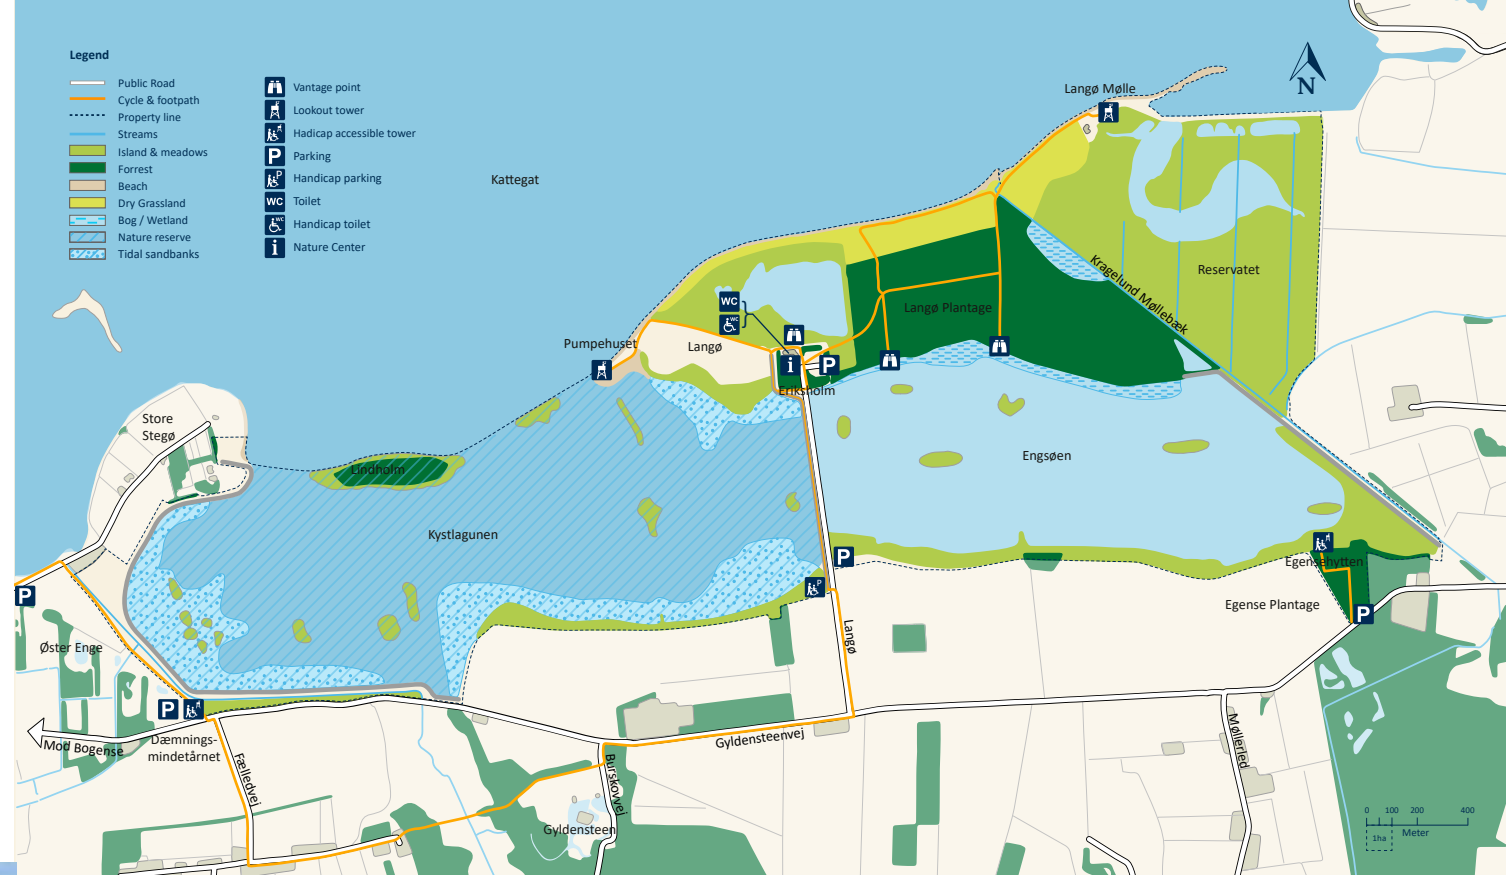 Legend
Public Road
Cycle & footpath
Property line
Streams
Island & meadows
Forrest
Beach
Dry Grassland
Bog / Wetland
Nature reserve
Tidal sandbanks
Vantage point
Lookout tower
Hadicap accessible tower
P
Parking
P
Handicap parking
WC
Toilet
WC
Handicap toilet
i
Nature Center
Kattegat
Langø Mølle
N
Reservatet
Kragelund Møllebæk
Langø Plantage
WC
WC
Pumpehuset
Langø
i
P
Eriksholm
Store
Stegø
Lindholm
Engsøen
Kystlagunen
P
Egensehytten
P
P
Egense Plantage
P
Langø
Øster Enge
P
Mod Bogense
Dæmnings-
mindetårnet
Fælledvej
Gyldensteenvej
Burskovvej
Gyldensteen
Møllerled
0 100 200 400
Meter
1ha